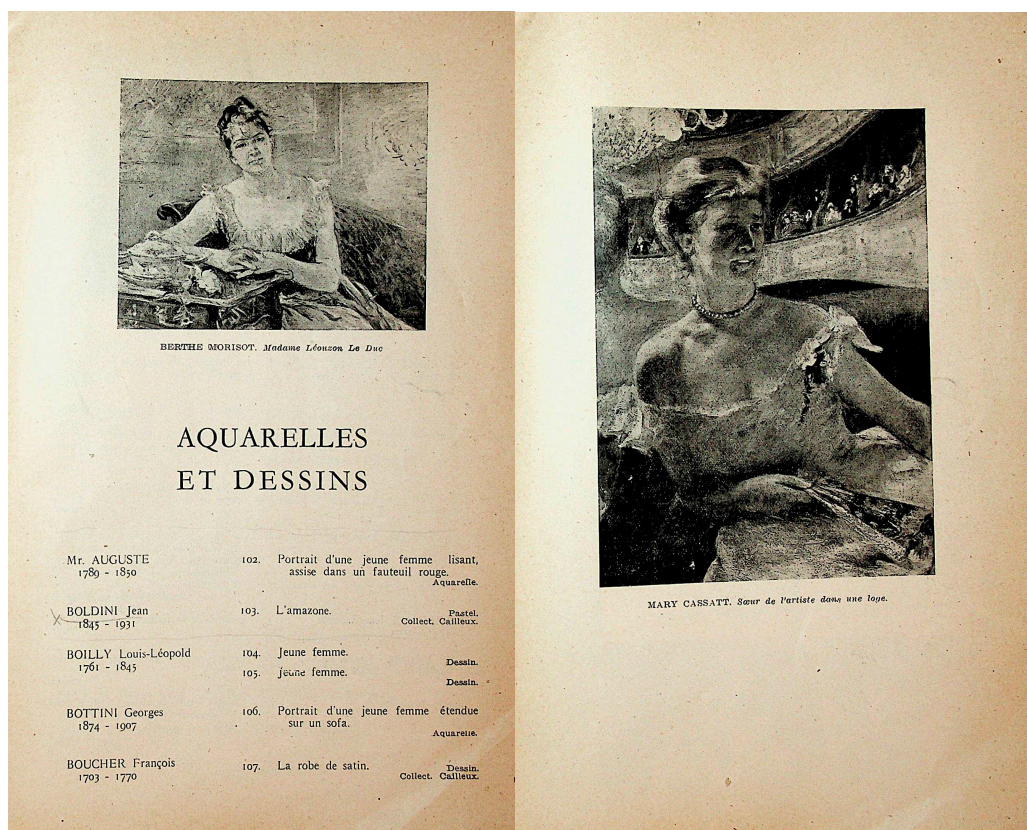 BERTHE MORISOT. Madame Léouzon Le Duc
AQUARELLES
ET DESSINS
Mr. AUGUSTE
1789 - 1850
102. Portrait d'une jeune femme lisant,
assise dans un fauteuil rouge.
Aquarelle.
BOLDINI Jean
1845 - 1931
103. L'amazone.
Pastel.
Collect. Cailleux.
BOILLY Louis-Léopold
1761 - 1845
104. Jeune femme.
Dessin.
105. Jeune femme.
Dessin.
BOTTINI Georges
1874 - 1907
106. Portrait d'une jeune femme étendue
sur un sofa.
Aquarelle.
BOUCHER François
1703 - 1770
107. La robe de satin.
Dessin.
Collect. Cailleux.
MARY CASSATT. Sœur de l'artiste dans une loge.